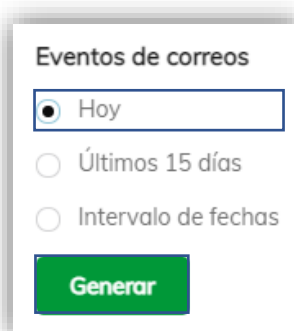 Eventos de correos
Hoy
Últimos 15 días
Intervalo de fechas
Generar